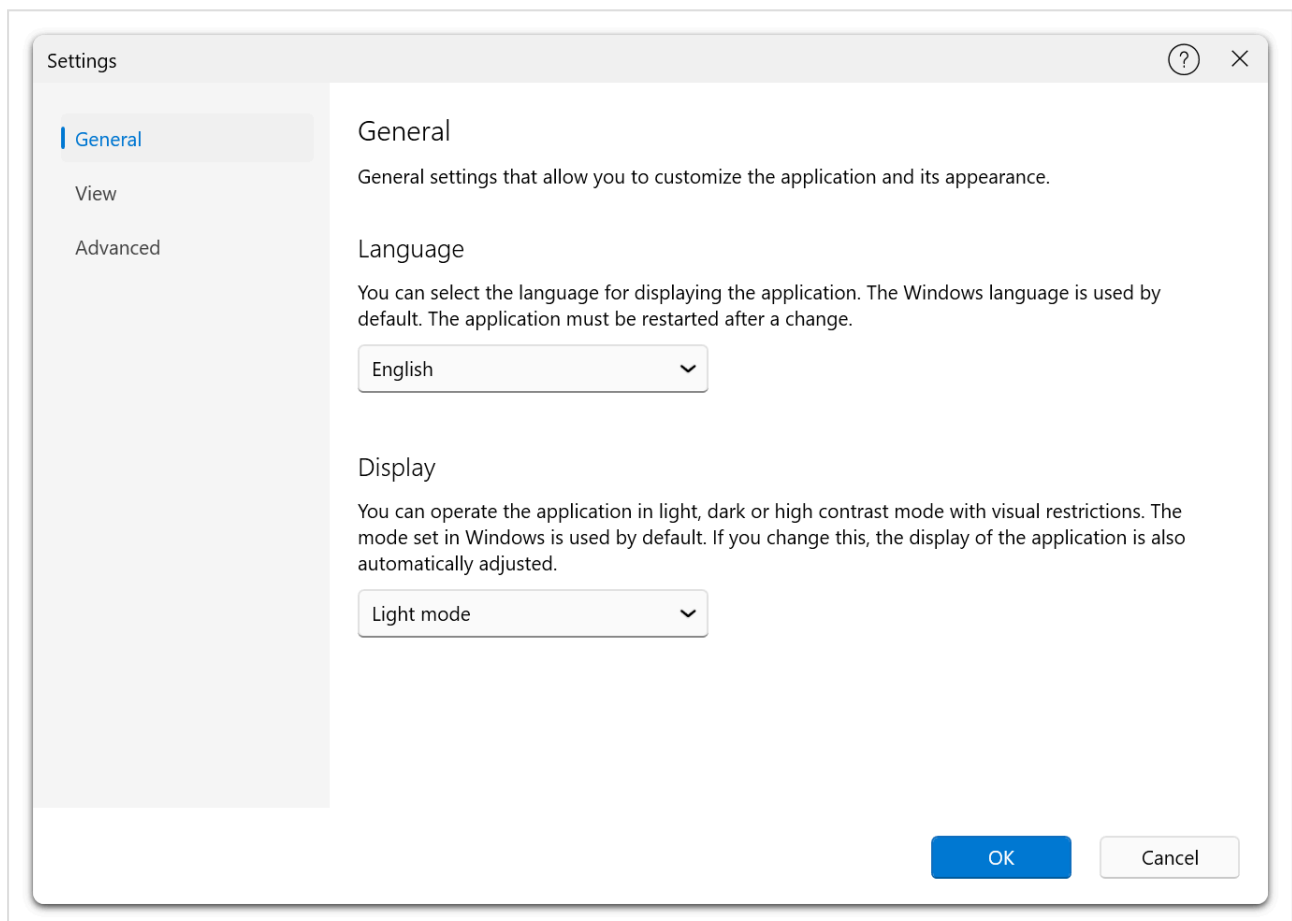 Settings
?
General
View
Advanced
General
General settings that allow you to customize the application and its appearance.
Language
You can select the language for displaying the application. The Windows language is used by
default. The application must be restarted after a change.
English
Display
You can operate the application in light, dark or high contrast mode with visual restrictions. The
mode set in Windows is used by default. If you change this, the display of the application is also
automatically adjusted.
Light mode
OK
Cancel